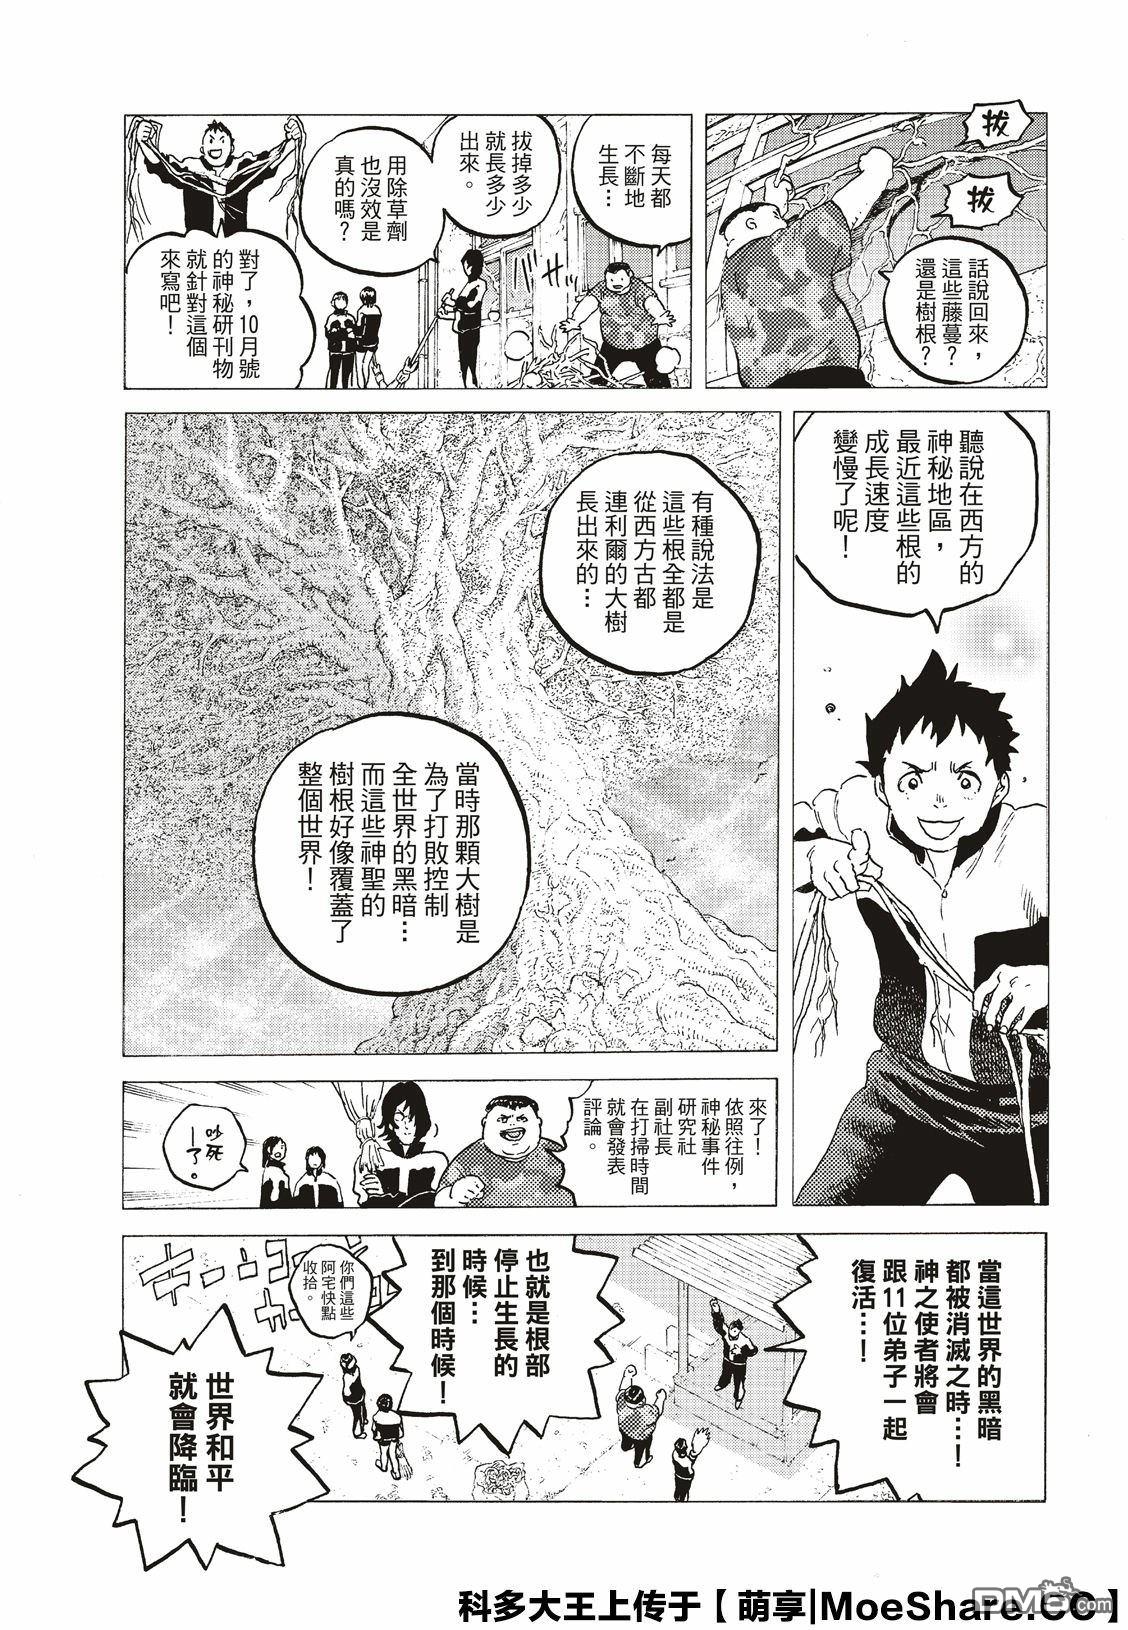 拔
拔
話說回來，
這些藤蔓？
還是樹根？
每天都
不斷地
生長…
拔掉多少
就長多少
出來。
用除草劑
也沒效是
真的嗎？
對了，10月號
的神秘研刊物
就針對這個
來寫吧！
聽說在西方的
神秘地區，
最近這些根的
成長速度
變慢了呢！
有種說法是
這些根全都是
從西方古都
連利爾的大樹
長出來的…
當時那顆大樹是
為了打敗控制
全世界的黑暗…
而這些神聖的
樹根好像覆蓋了
整個世界！
來了！
依照往例，
神秘事件
研究社
副社長
在打掃時間
就會發表
評論。
吵死
了。
當這世界的黑暗
都被消滅之時…！
神之使者將會
跟11位弟子一起
復活…！
也就是根部
停止生長的
時候…
到那個時候！
你們這些
阿宅快點
收拾。
キーンコーン
世界和平
就會降臨！
科多大王上传于【萌享|MoeShare.CC】
DM5.COM